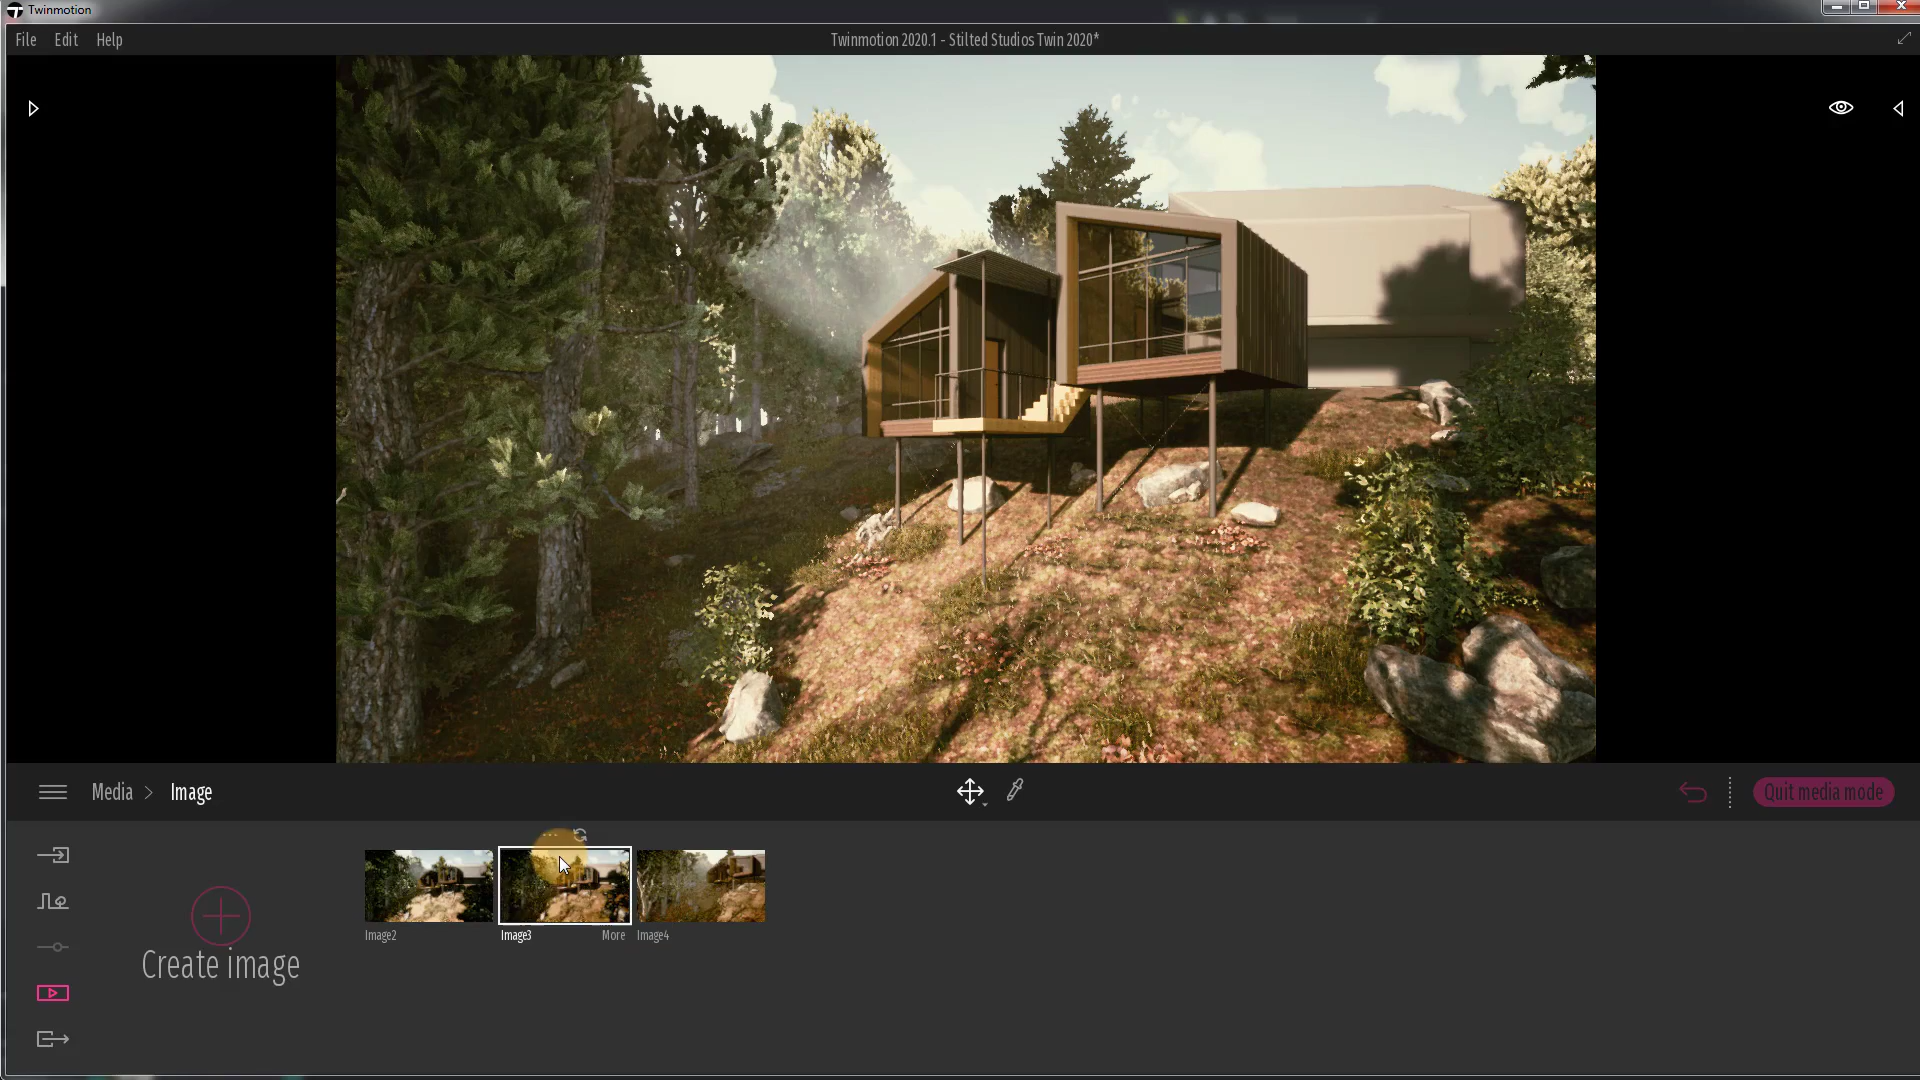 Twinmotion
File Edit Help
Twinmotion 2020.1 - Stilted Studios Twin 2020*
Media > Image
Quit media mode
Create image
Image2
Image3
More
Image4